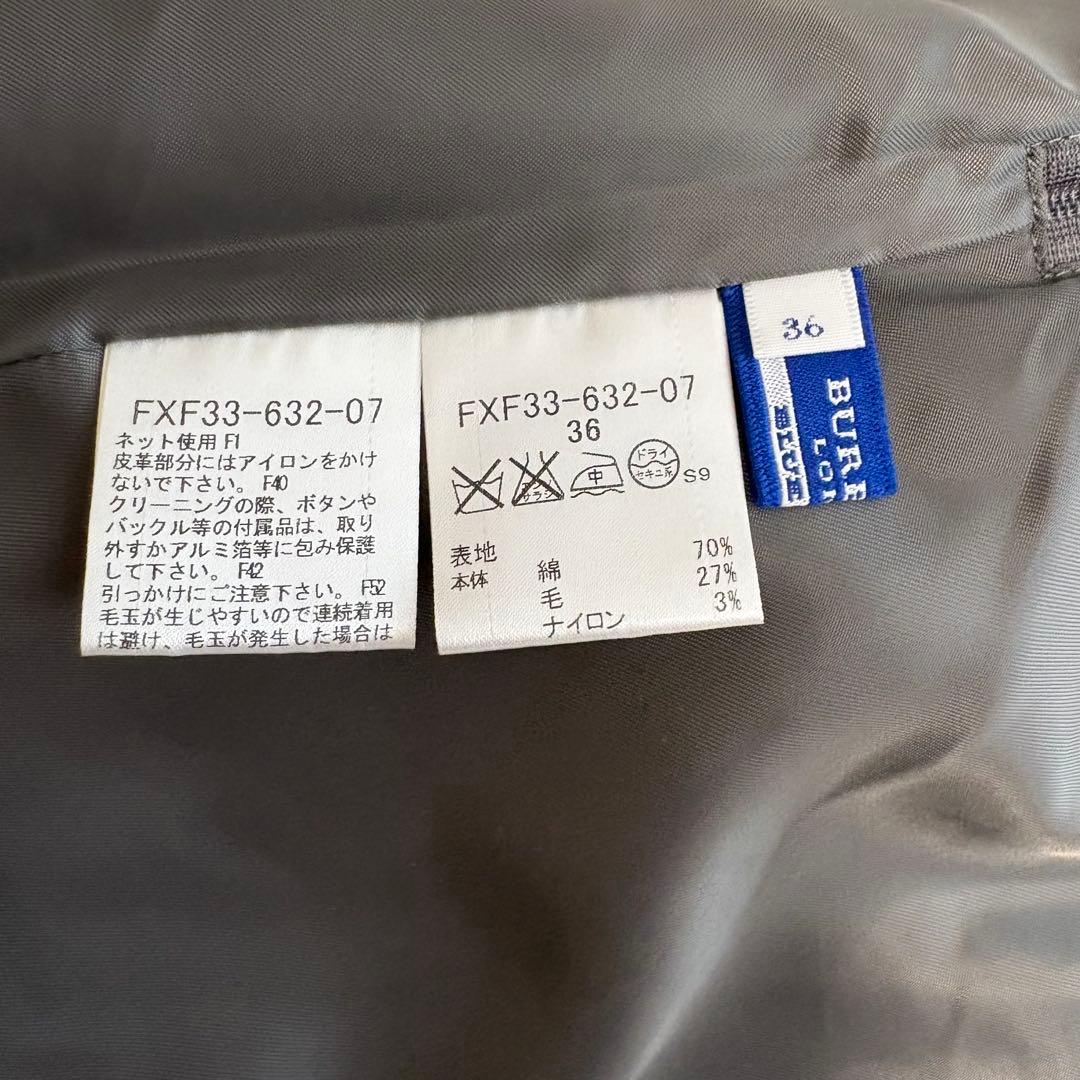 FXF33-632-07
ネット使用 F1
皮革部分にはアイロンをかけ
ないで下さい。 F40
クリーニングの際、ボタンや
バックル等の付属品は、取り
外すかアルミ箔等に包み保護
して下さい。 F42
引っかけにご注意下さい。 F52
毛玉が生じやすいので連続着用
は避け、毛玉が発生した場合は
FXF33-632-07
36
中
ドライ
セキユ系
S9
表地 70%
本体 綿 27%
毛 3%
ナイロン
36